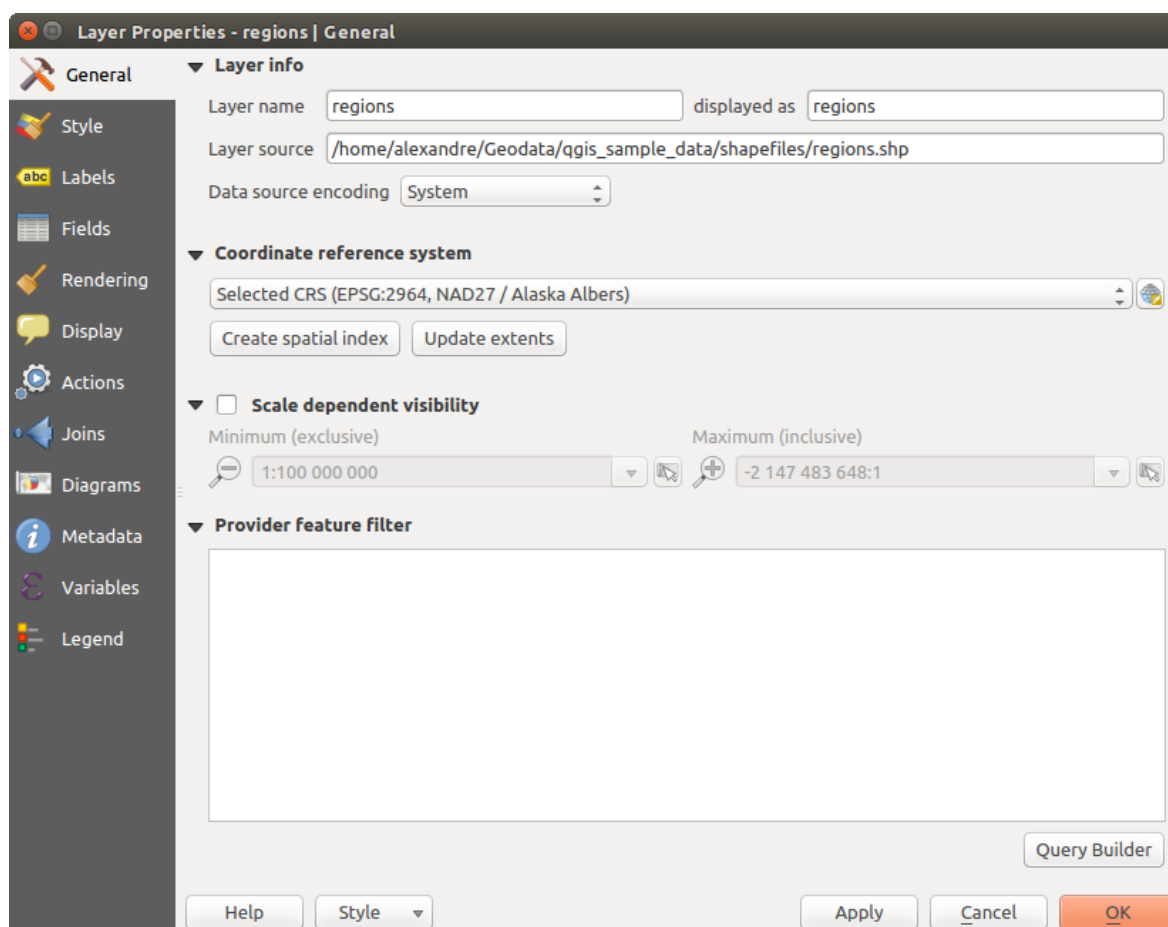 Layer Properties - regions | General
General
Style
Labels
abc
Fields
Rendering
Display
Actions
Joins
Diagrams
Metadata
Variables
Legend
Layer info
Layer name regions displayed as regions
Layer source /home/alexandre/Geodata/qgis_sample_data/shapefiles/regions.shp
Data source encoding System
Coordinate reference system
Selected CRS (EPSG:2964, NAD27 / Alaska Albers)
Create spatial index Update extents
Scale dependent visibility
Minimum (exclusive) Maximum (inclusive)
1:100 000 000 -2 147 483 648:1
Provider feature filter
Query Builder
Help Style Apply Cancel OK